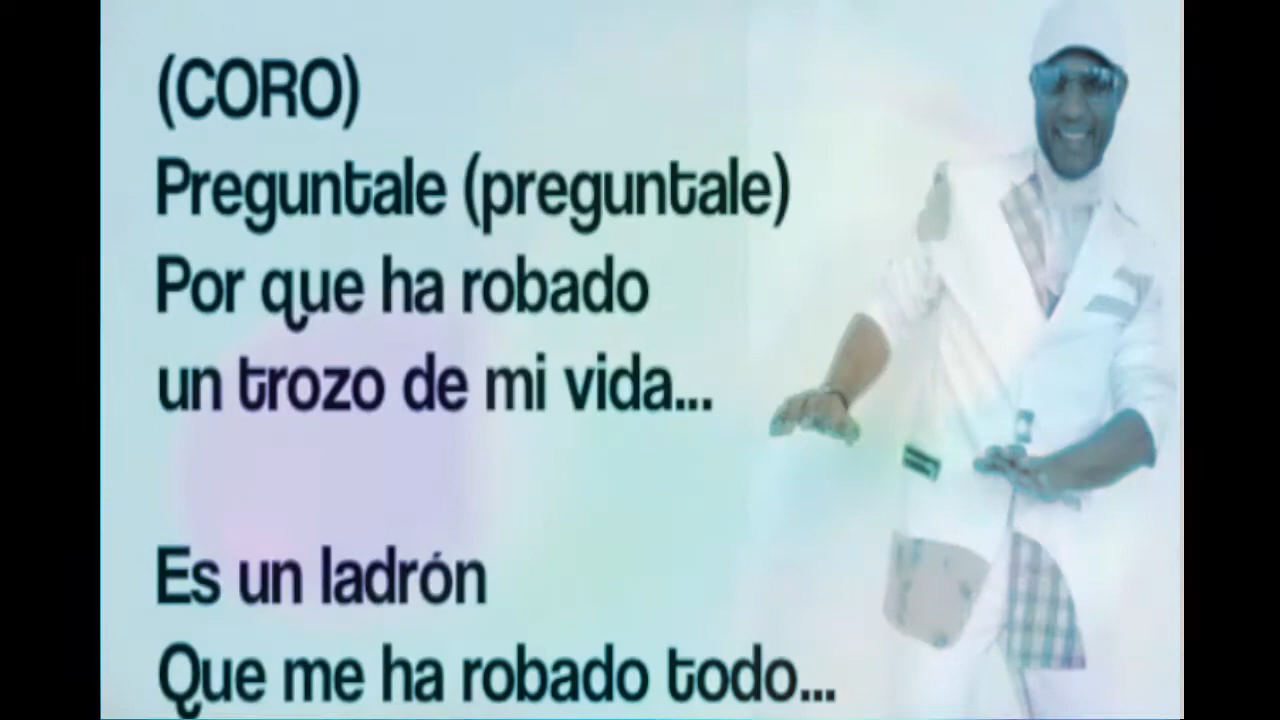 (CORO)
Preguntale (preguntale)
Por que ha robado
un trozo de mi vida...
Es un ladrón
Que me ha robado todo...